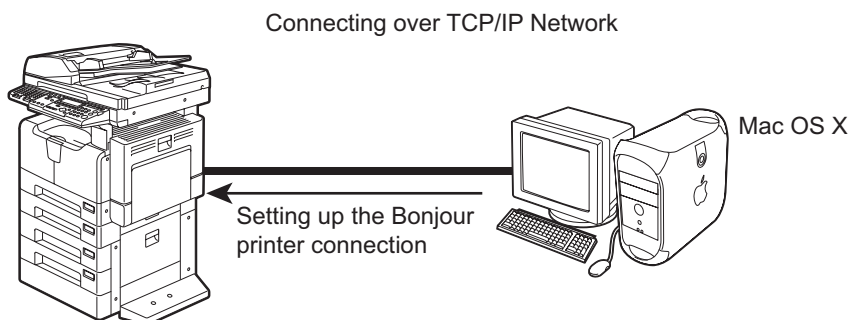 Connecting over TCP/IP Network
Mac OS X
Setting up the Bonjour
printer connection